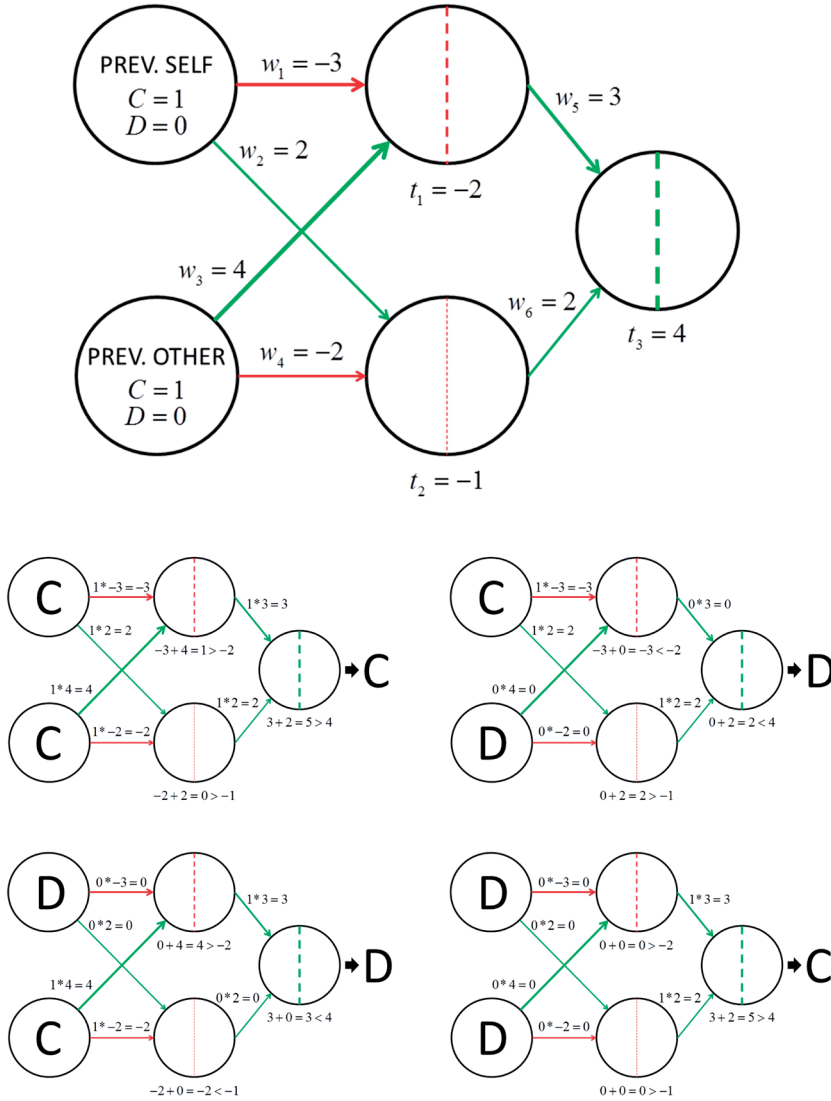 PREV. SELF
C = 1
D = 0
w₁ = −3
w₂ = 2
t₁ = −2
w₅ = 3
w₃ = 4
PREV. OTHER
C = 1
D = 0
w₄ = −2
t₂ = −1
w₆ = 2
t₃ = 4
C
1*−3=−3
1*2=2
−3+4=1>−2
1*3=3
1*4=4
C
1*−2=−2
−2+2=0>−1
1*2=2
3+2=5>4
C
C
1*−3=−3
1*2=2
−3+0=−3<−2
0*3=0
0*4=0
D
0*−2=0
0+2=2>−1
1*2=2
0+2=2<4
D
D
0*−3=0
0*2=0
0+4=4>−2
1*3=3
1*4=4
C
1*−2=−2
−2+0=−2<−1
0*2=0
3+0=3<4
D
D
0*−3=0
0*2=0
0+0=0>−2
1*3=3
0*4=0
D
0*−2=0
0+0=0>−1
1*2=2
3+2=5>4
C